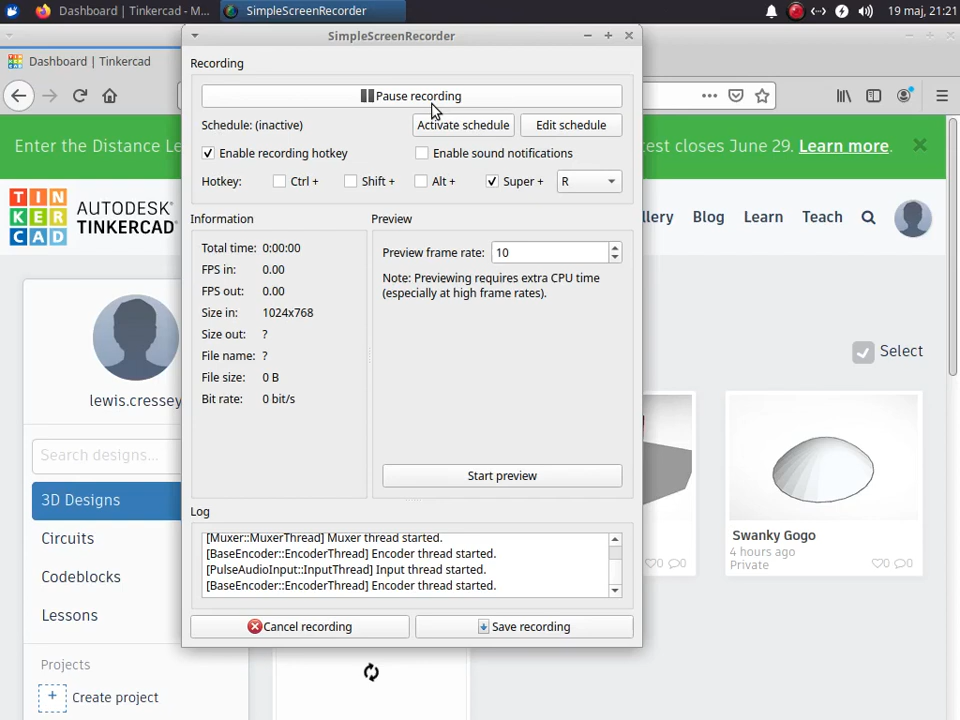 Dashboard | Tinkercad - M...
SimpleScreenRecorder
19 maj, 21:21
SimpleScreenRecorder
Dashboard | Tinkercad
Recording
Pause recording
Schedule: (inactive)
Activate schedule
Edit schedule
Enable recording hotkey
Enable sound notifications
Hotkey:
Ctrl +
Shift +
Alt +
Super +
R
Enter the Distance Le
test closes June 29. Learn more.
TIN
KER
CAD
AUTODESK
TINKERCAD
llery
Blog
Learn
Teach
Information
Total time: 0:00:00
FPS in: 0.00
FPS out: 0.00
Size in: 1024x768
Size out: ?
File name: ?
File size: 0 B
Bit rate: 0 bit/s
Preview
Preview frame rate: 10
Note: Previewing requires extra CPU time
(especially at high frame rates).
Start preview
Log
[Muxer::MuxerThread] Muxer thread started.
[BaseEncoder::EncoderThread] Encoder thread started.
[PulseAudioInput::InputThread] Input thread started.
[BaseEncoder::EncoderThread] Encoder thread started.
Cancel recording
Save recording
lewis.cressey
Search designs...
3D Designs
Circuits
Codeblocks
Lessons
Projects
+ Create project
Select
Swanky Gogo
4 hours ago
Private
0 0
0 0